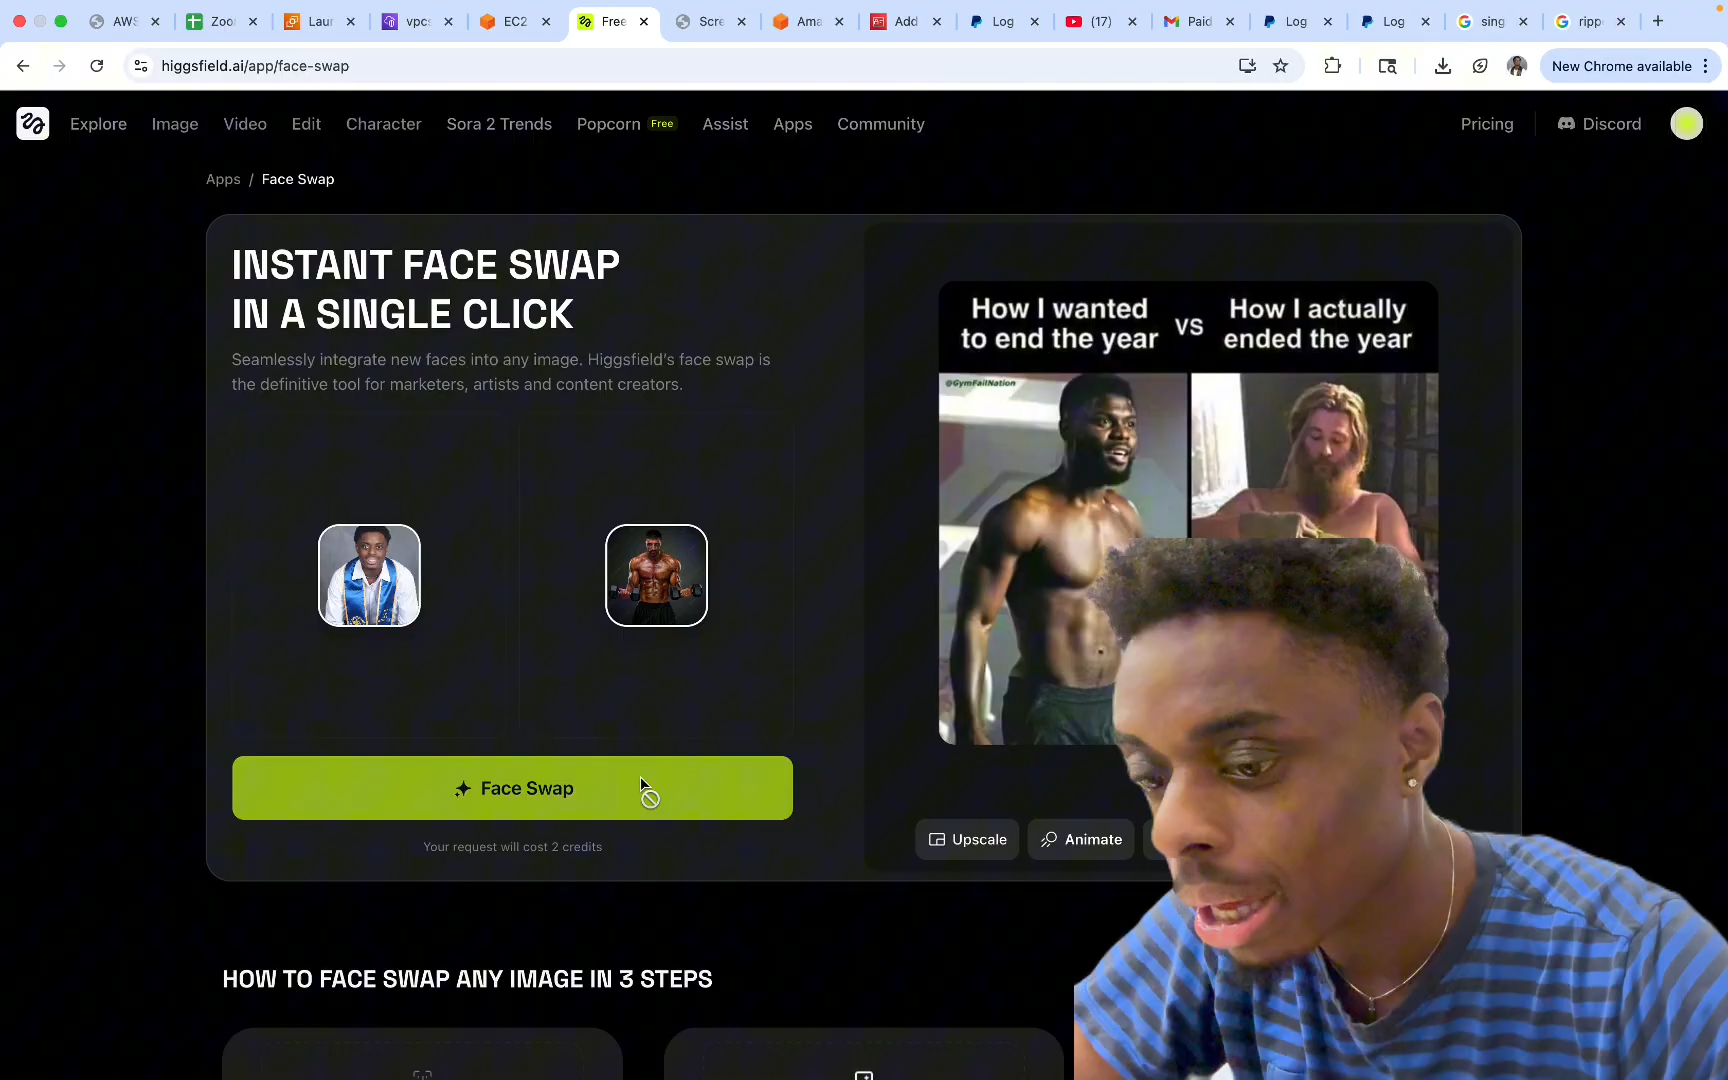 AWS
Zoo
Laun
vpcs
EC2
Free
Scre
Ama
Add
Log
(17)
Paid
Log
Log
sing
ripp
higgsfield.ai/app/face-swap
New Chrome available
Explore
Image
Video
Edit
Character
Sora 2 Trends
Popcorn
Free
Assist
Apps
Community
Pricing
Discord
Apps / Face Swap
INSTANT FACE SWAP
IN A SINGLE CLICK
Seamlessly integrate new faces into any image. Higgsfield's face swap is
the definitive tool for marketers, artists and content creators.
How I wanted
to end the year
vs
How I actually
ended the year
@GymFailNation
Face Swap
Your request will cost 2 credits
Upscale
Animate
HOW TO FACE SWAP ANY IMAGE IN 3 STEPS